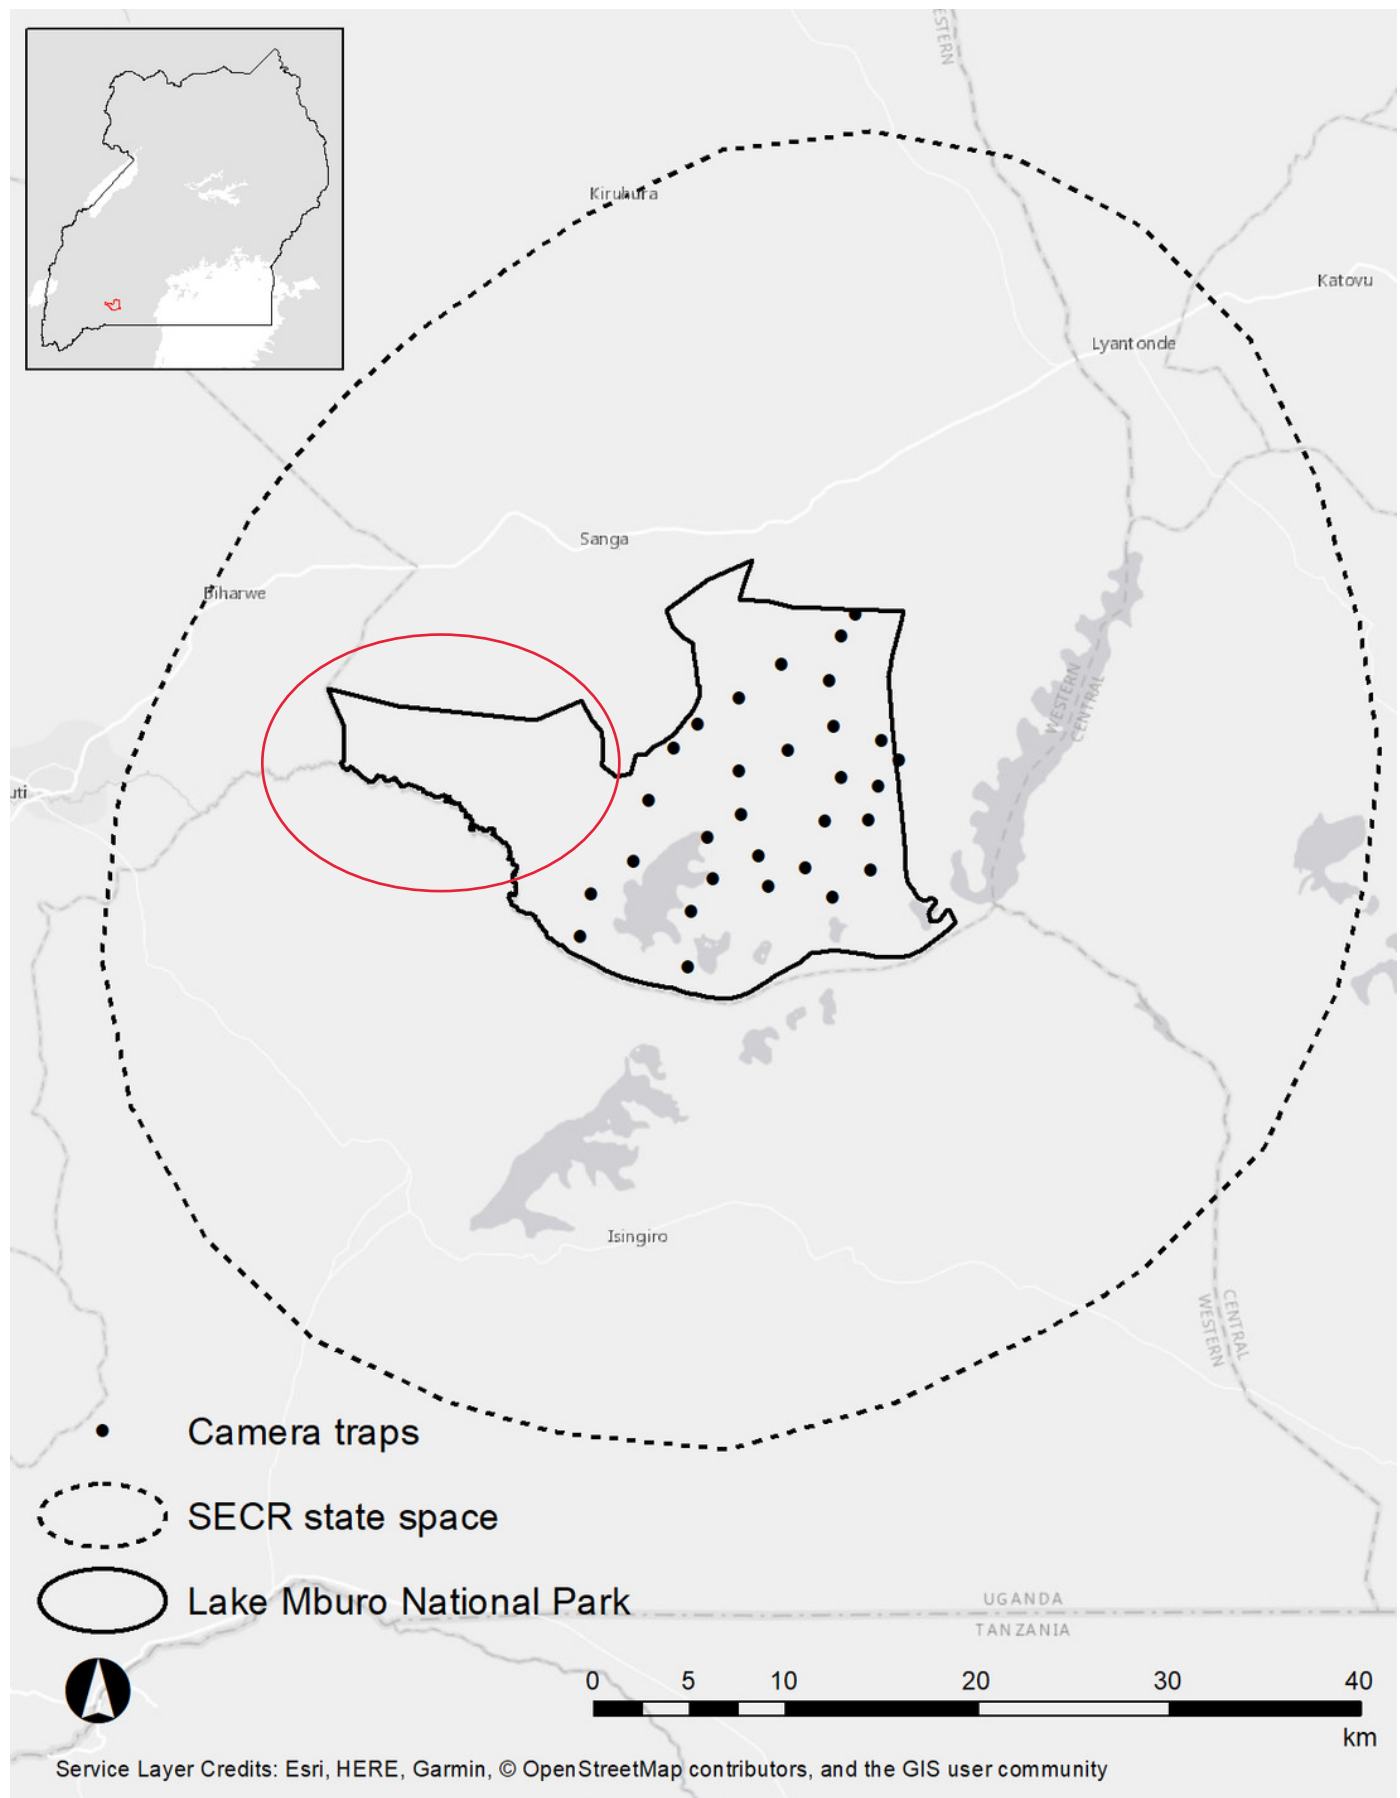 WESTERN
Kiruhura
Katovu
Lyantonde
Sanga
Biharwe
WESTERN
CENTRAL
uti
Isingiro
CENTRAL
WESTERN
Camera traps
SECR state space
Lake Mburo National Park
UGANDA
TANZANIA
0 5 10 20 30 40
km
Service Layer Credits: Esri, HERE, Garmin, © OpenStreetMap contributors, and the GIS user community